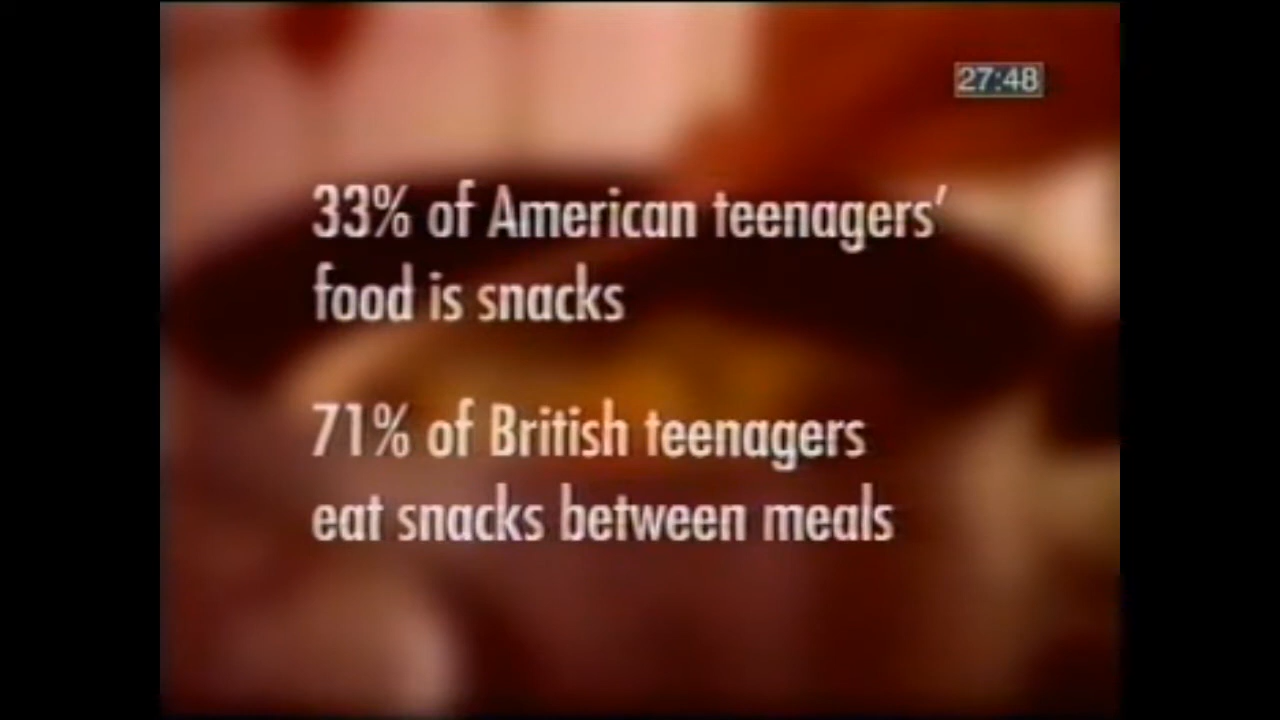 27:48
33% of American teenagers’
food is snacks
71% of British teenagers
eat snacks between meals